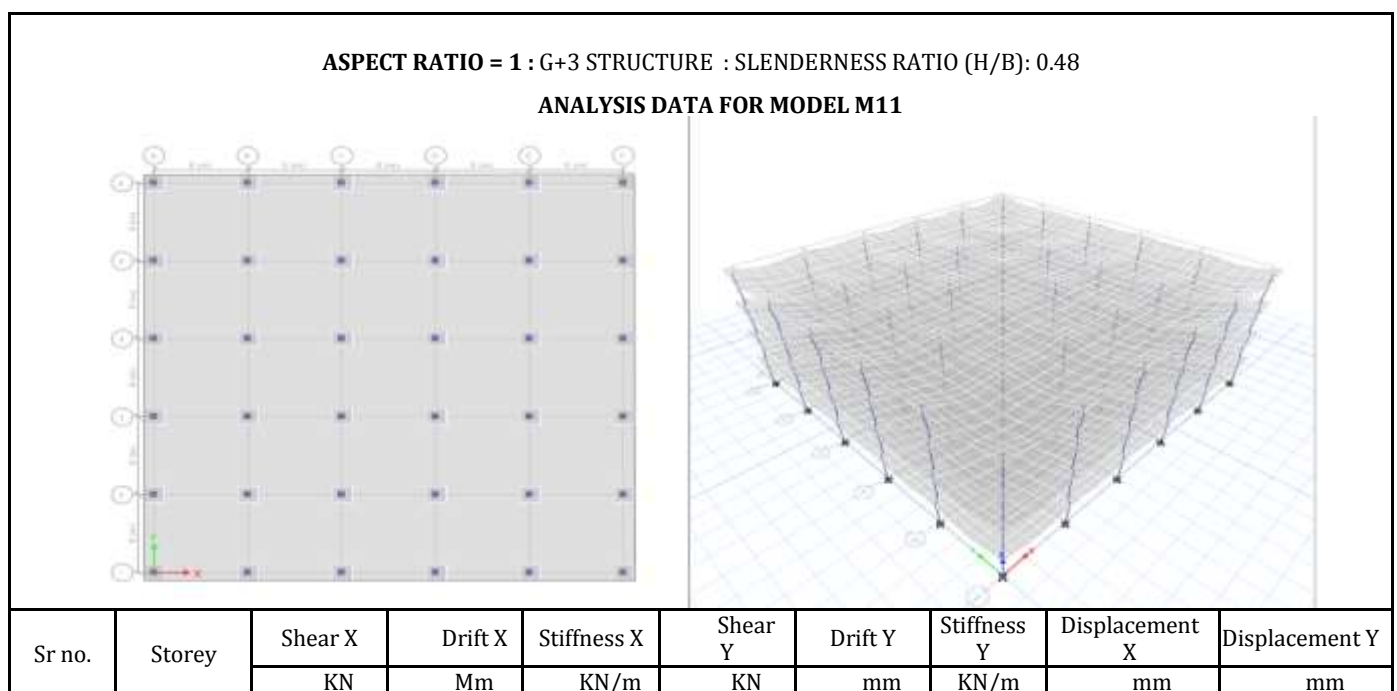 ASPECT RATIO = 1 : G+3 STRUCTURE : SLENDERNESS RATIO (H/B): 0.48
ANALYSIS DATA FOR MODEL M11
Sr no. Storey Shear X Drift X Stiffness X Shear Y Drift Y Stiffness Y Displacement X Displacement Y
KN Mm KN/m KN mm KN/m mm mm